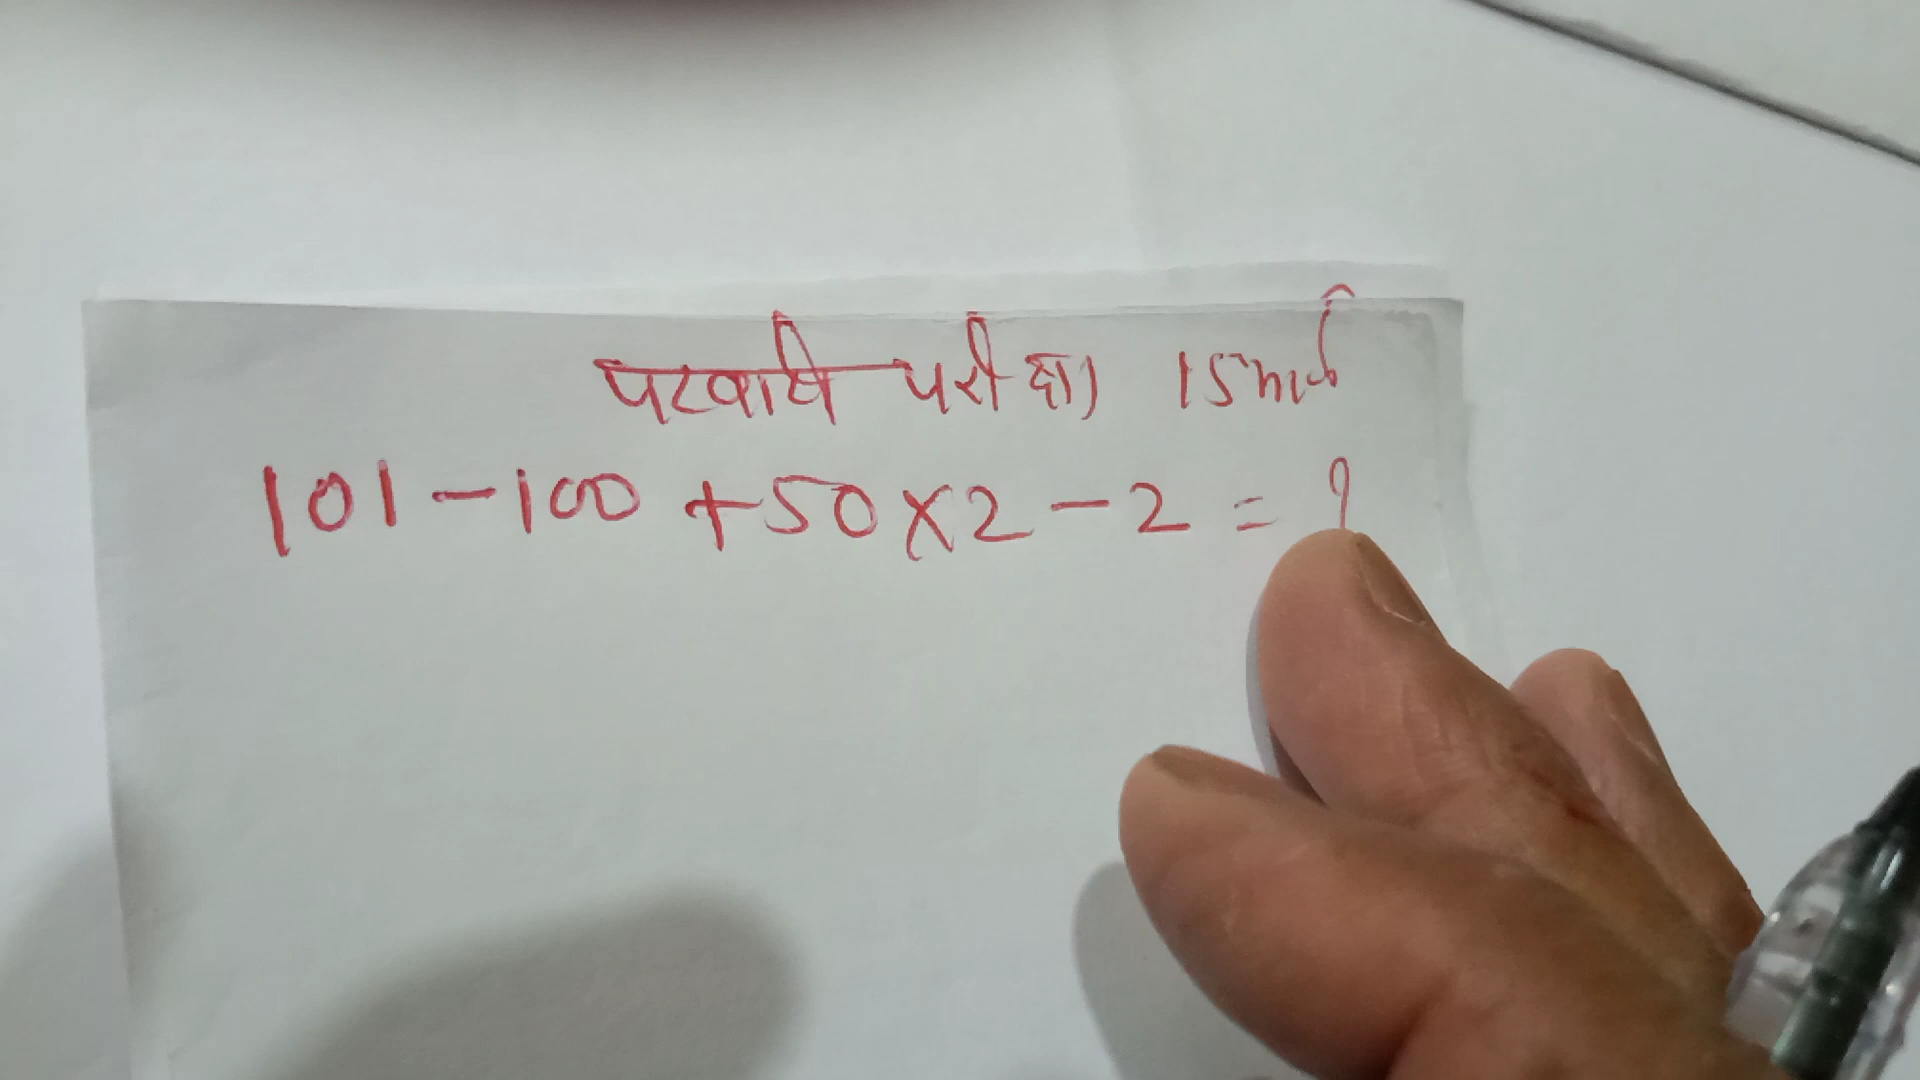 पटवारी परीक्षा 15 मार्च
101-100 +50×2-2 = ?